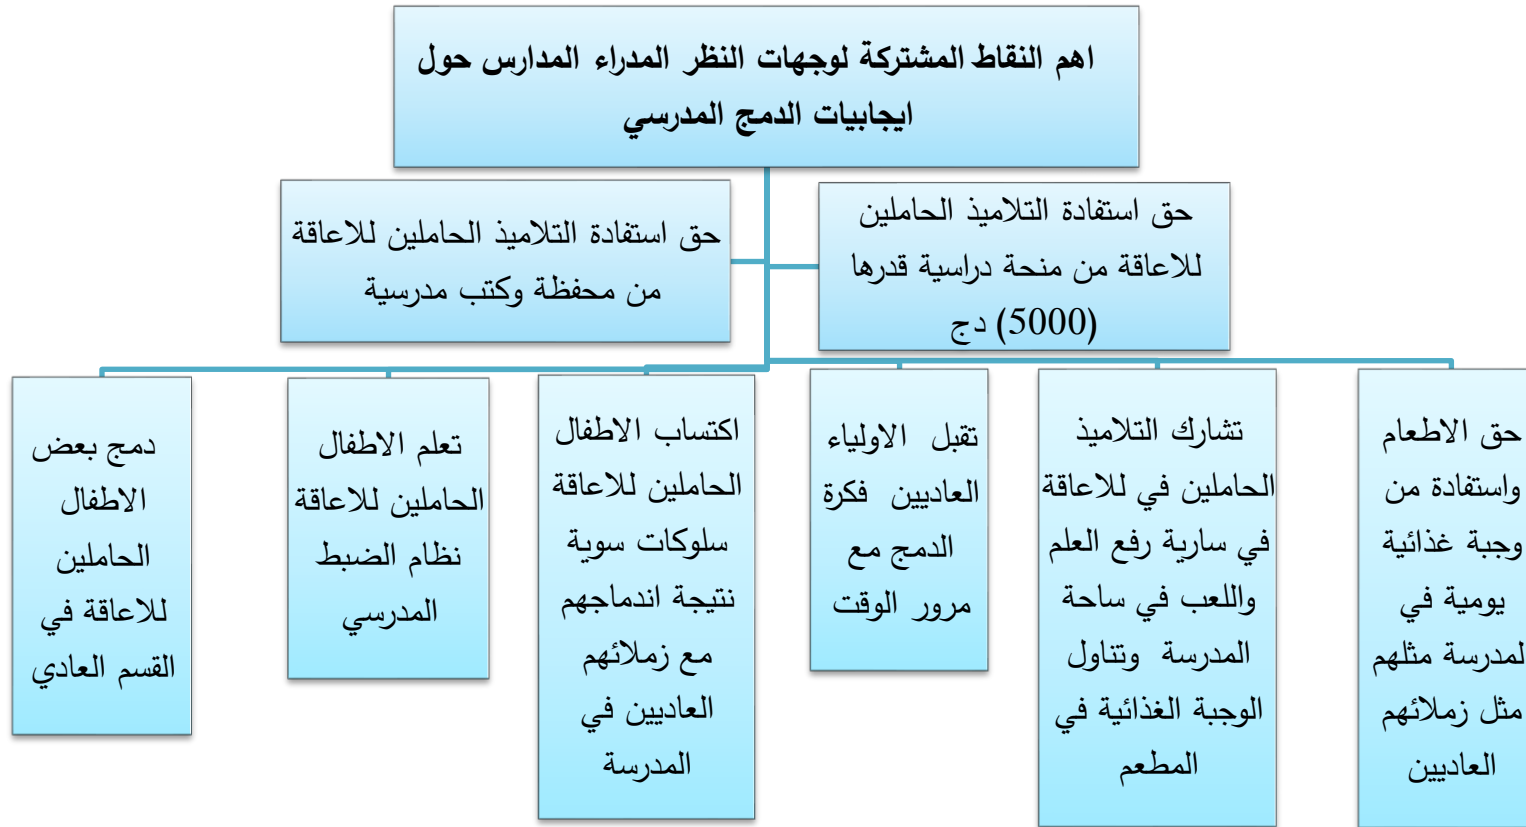 اهم النقاط المشتركة لوجهات النظر المدراء المدارس حول
ايجابيات الدمج المدرسي
حق استفادة التلاميذ الحاملين
للاعاقة من منحة دراسية قدرها
(5000) دج
حق استفادة التلاميذ الحاملين للاعاقة
من محفظة وكتب مدرسية
حق الاطعام
واستفادة من
وجبة غذائية
يومية في
لمدرسة مثلهم
مثل زملائهم
العاديين
تشارك التلاميذ
الحاملين في للاعاقة
في سارية رفع العلم
واللعب في ساحة
المدرسة وتناول
الوجبة الغذائية في
المطعم
تقبل الاولياء
العاديين فكرة
الدمج مع
مرور الوقت
اكتساب الاطفال
الحاملين للاعاقة
سلوكات سوية
نتيجة اندماجهم
مع زملائهم
العاديين في
المدرسة
تعلم الاطفال
الحاملين للاعاقة
نظام الضبط
المدرسي
دمج بعض
الاطفال
الحاملين
للاعاقة في
القسم العادي